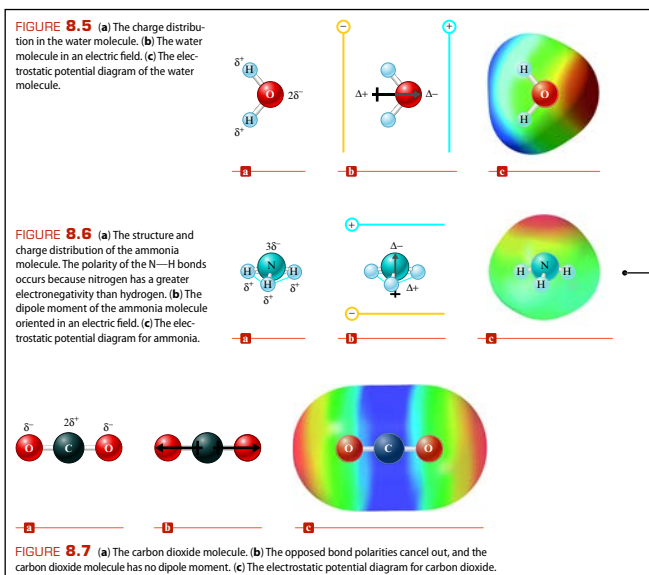 FIGURE 8.5 (a) The charge distribu-
tion in the water molecule. (b) The water
molecule in an electric field. (c) The elec-
trostatic potential diagram of the water
molecule.
δ+
H
O
2δ−
H
δ+
a
−
+
Δ+
Δ−
b
H
O
H
c
FIGURE 8.6 (a) The structure and
charge distribution of the ammonia
molecule. The polarity of the N—H bonds
occurs because nitrogen has a greater
electronegativity than hydrogen. (b) The
dipole moment of the ammonia molecule
oriented in an electric field. (c) The elec-
trostatic potential diagram for ammonia.
3δ−
N
H H
H
δ+ δ+
δ+
a
+
Δ−
Δ+
−
b
N
H H
H
c
δ− 2δ+ δ−
O C O
a
b
O C O
c
FIGURE 8.7 (a) The carbon dioxide molecule. (b) The opposed bond polarities cancel out, and the
carbon dioxide molecule has no dipole moment. (c) The electrostatic potential diagram for carbon dioxide.